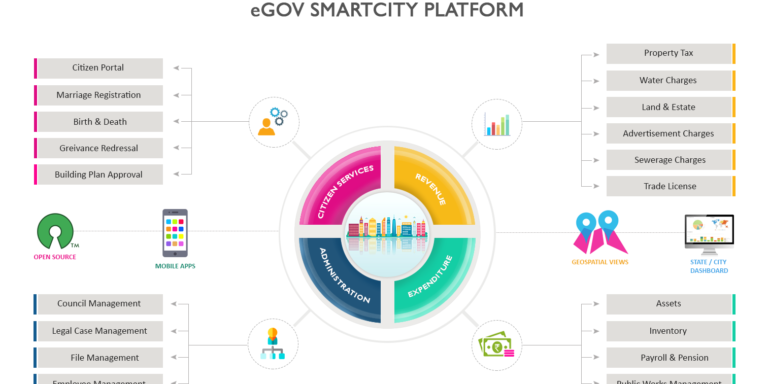 eGOV SMARTCITY PLATFORM
Citizen Portal
Marriage Registration
Birth & Death
Greivance Redressal
Building Plan Approval
Property Tax
Water Charges
Land & Estate
Advertisement Charges
Sewerage Charges
Trade License
CITIZEN SERVICES
REVENUE
ADMINISTRATION
EXPENDITURE
TM
OPEN SOURCE
MOBILE APPS
GEOSPATIAL VIEWS
STATE / CITY
DASHBOARD
Council Management
Legal Case Management
File Management
Employee Management
Assets
Inventory
Payroll & Pension
Public Works Management